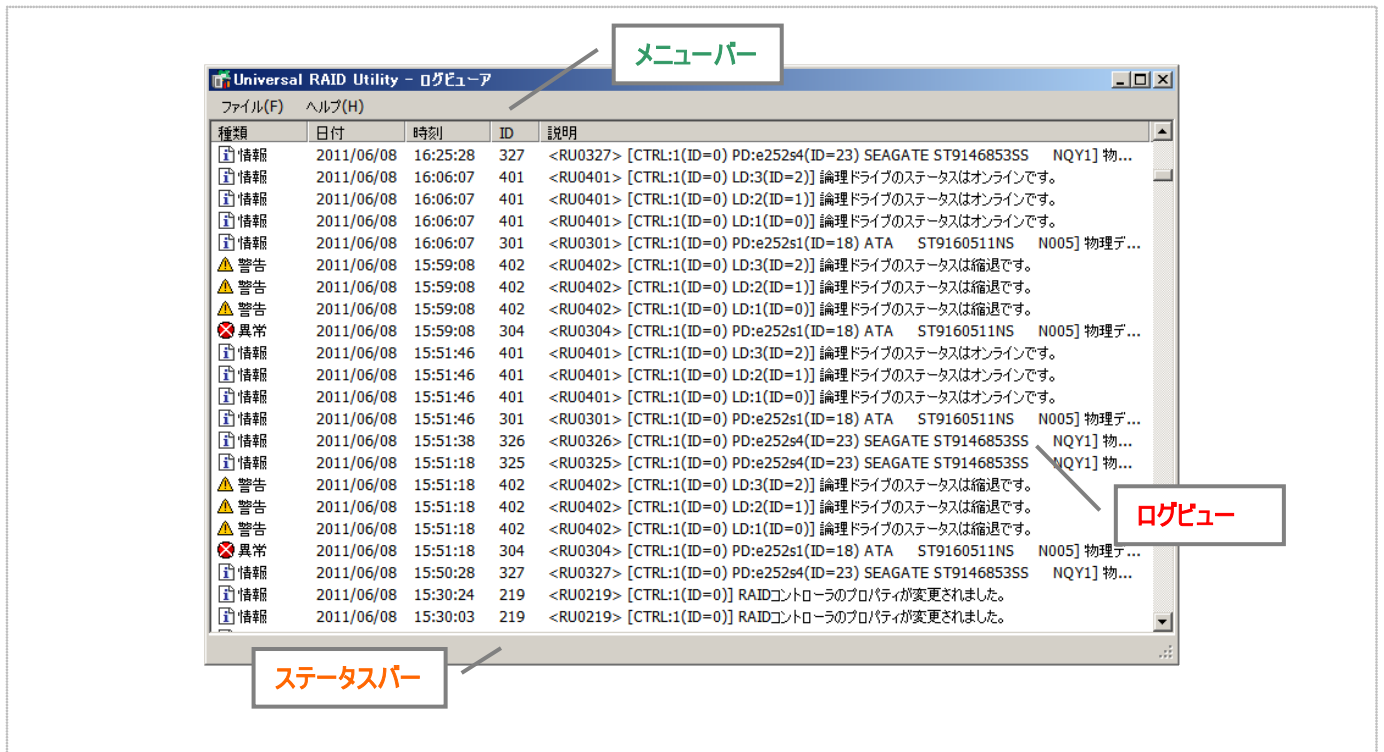 メニューバー
Universal RAID Utility - ログビューア
ファイル(F) ヘルプ(H)
種類 日付 時刻 ID 説明
情報 2011/06/08 16:25:28 327 <RU0327> [CTRL:1(ID=0) PD:e252s4(ID=23) SEAGATE ST9146853SS NQY1] 物...
情報 2011/06/08 16:06:07 401 <RU0401> [CTRL:1(ID=0) LD:3(ID=2)] 論理ドライブのステータスはオンラインです。
情報 2011/06/08 16:06:07 401 <RU0401> [CTRL:1(ID=0) LD:2(ID=1)] 論理ドライブのステータスはオンラインです。
情報 2011/06/08 16:06:07 401 <RU0401> [CTRL:1(ID=0) LD:1(ID=0)] 論理ドライブのステータスはオンラインです。
情報 2011/06/08 16:06:07 301 <RU0301> [CTRL:1(ID=0) PD:e252s1(ID=18) ATA ST9160511NS N005] 物理デ...
警告 2011/06/08 15:59:08 402 <RU0402> [CTRL:1(ID=0) LD:3(ID=2)] 論理ドライブのステータスは縮退です。
警告 2011/06/08 15:59:08 402 <RU0402> [CTRL:1(ID=0) LD:2(ID=1)] 論理ドライブのステータスは縮退です。
警告 2011/06/08 15:59:08 402 <RU0402> [CTRL:1(ID=0) LD:1(ID=0)] 論理ドライブのステータスは縮退です。
異常 2011/06/08 15:59:08 304 <RU0304> [CTRL:1(ID=0) PD:e252s1(ID=18) ATA ST9160511NS N005] 物理デ...
情報 2011/06/08 15:51:46 401 <RU0401> [CTRL:1(ID=0) LD:3(ID=2)] 論理ドライブのステータスはオンラインです。
情報 2011/06/08 15:51:46 401 <RU0401> [CTRL:1(ID=0) LD:2(ID=1)] 論理ドライブのステータスはオンラインです。
情報 2011/06/08 15:51:46 401 <RU0401> [CTRL:1(ID=0) LD:1(ID=0)] 論理ドライブのステータスはオンラインです。
情報 2011/06/08 15:51:46 301 <RU0301> [CTRL:1(ID=0) PD:e252s1(ID=18) ATA ST9160511NS N005] 物理デ...
情報 2011/06/08 15:51:38 326 <RU0326> [CTRL:1(ID=0) PD:e252s4(ID=23) SEAGATE ST9146853SS NQY1] 物...
情報 2011/06/08 15:51:18 325 <RU0325> [CTRL:1(ID=0) PD:e252s4(ID=23) SEAGATE ST9146853SS NQY1] 物...
警告 2011/06/08 15:51:18 402 <RU0402> [CTRL:1(ID=0) LD:3(ID=2)] 論理ドライブのステータスは縮退です。
警告 2011/06/08 15:51:18 402 <RU0402> [CTRL:1(ID=0) LD:2(ID=1)] 論理ドライブのステータスは縮退です。
警告 2011/06/08 15:51:18 402 <RU0402> [CTRL:1(ID=0) LD:1(ID=0)] 論理ドライブのステータスは縮退です。
異常 2011/06/08 15:51:18 304 <RU0304> [CTRL:1(ID=0) PD:e252s1(ID=18) ATA ST9160511NS N005] 物理デ...
情報 2011/06/08 15:50:28 327 <RU0327> [CTRL:1(ID=0) PD:e252s4(ID=23) SEAGATE ST9146853SS NQY1] 物...
情報 2011/06/08 15:30:24 219 <RU0219> [CTRL:1(ID=0)] RAIDコントローラのプロパティが変更されました。
情報 2011/06/08 15:30:03 219 <RU0219> [CTRL:1(ID=0)] RAIDコントローラのプロパティが変更されました。
ログビュー
ステータスバー